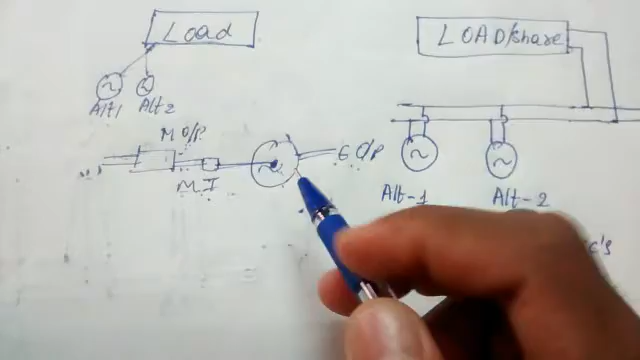 Load
Alt1 Alt2
LOAD/share
~ ~
M O/P
M I
~
G O/P
Alt-1
Alt-2
c's